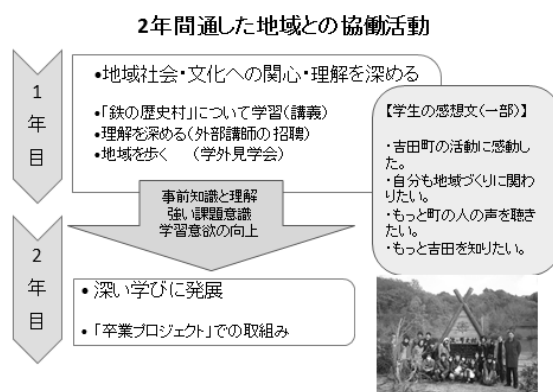 2年間通した地域との協働活動
1
年
目
・地域社会・文化への関心・理解を深める
・「鉄の歴史村」について学習(講義)
・理解を深める(外部講師の招聘)
・地域を歩く　(学外見学会)
【学生の感想文(一部)】
・吉田町の活動に感動し
た。
・自分も地域づくりに関わ
りたい。
・もっと町の人の声を聴き
たい。
・もっと吉田を知りたい。
事前知識と理解
強い課題意識
学習意欲の向上
2
年
目
• 深い学びに発展
• 「卒業プロジェクト」での取組み